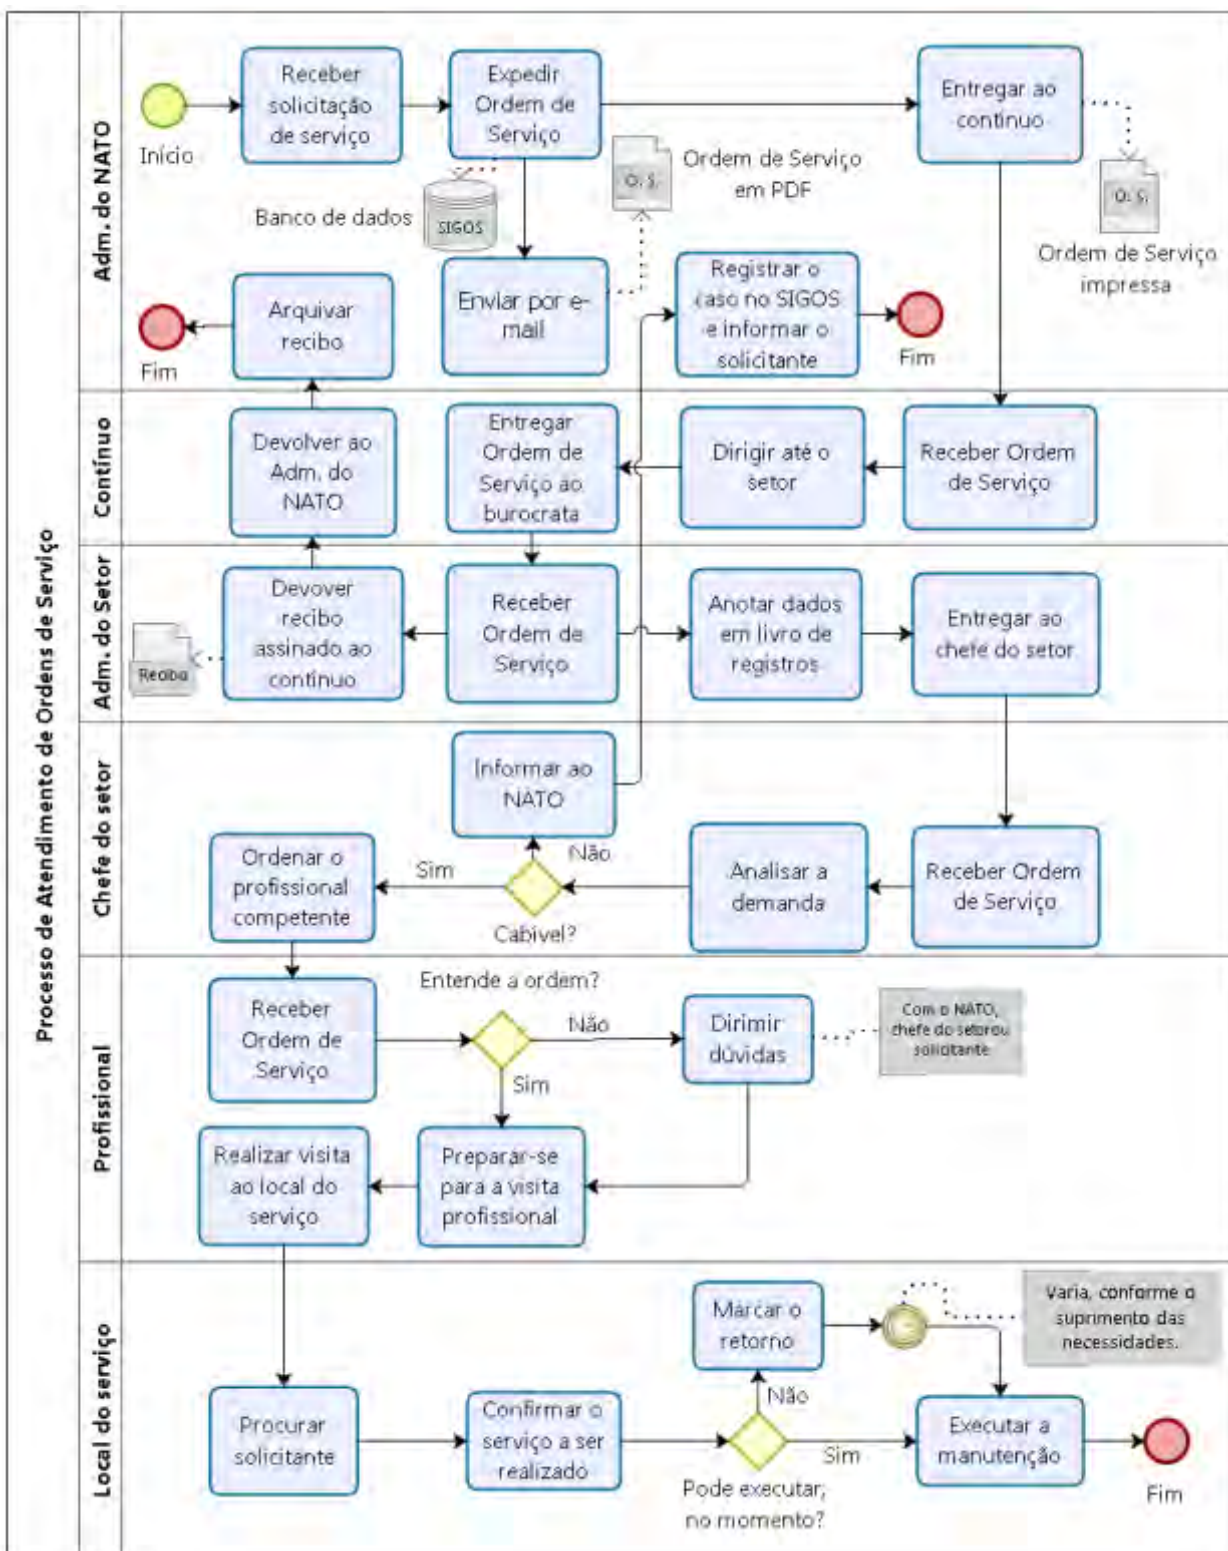 Processo de Atendimento de Ordens de Serviço
Adm. do NATO
Início
Receber
solicitação
de serviço
Expedir
Ordem de
Serviço
Entregar ao
contínuo
Banco de dados
SIGOS
O. S.
Ordem de Serviço
em PDF
O. S.
Ordem de Serviço
impressa
Fim
Arquivar
recibo
Enviar por e-
mail
Registrar o
caso no SIGOS
e informar o
solicitante
Fim
Contínuo
Devolver ao
Adm. do
NATO
Entregar
Ordem de
Serviço ao
burocrata
Dirigir até o
setor
Receber Ordem
de Serviço
Adm. do Setor
Recibo
Devover
recibo
assinado ao
contínuo
Receber
Ordem de
Serviço
Anotar dados
em livro de
registros
Entregar ao
chefe do setor
Chefe do setor
Informar ao
NATO
Ordenar o
profissional
competente
Sim
Não
Cabível?
Analisar a
demanda
Receber Ordem
de Serviço
Profissional
Receber
Ordem de
Serviço
Entende a ordem?
Não
Sim
Dirimir
dúvidas
Com o NATO,
chefe do setorou
solicitante
Realizar visita
ao local do
serviço
Preparar-se
para a visita
profissional
Local do serviço
Procurar
solicitante
Confirmar o
serviço a ser
realizado
Marcar o
retorno
Não
Sim
Pode executar,
no momento?
Varia, conforme o
suprimento das
necessidades.
Executar a
manutenção
Fim